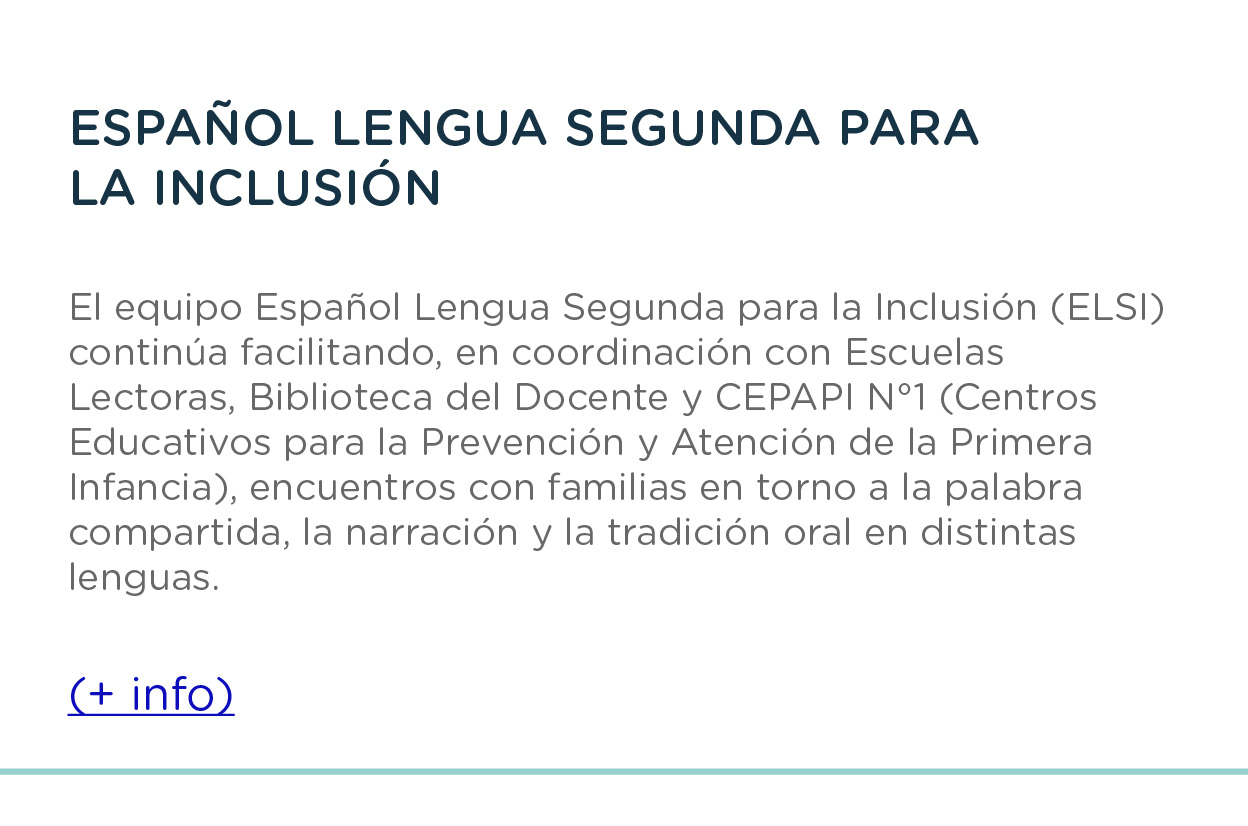 ESPAÑOL LENGUA SEGUNDA PARA
LA INCLUSIÓN
El equipo Español Lengua Segunda para la Inclusión (ELSI)
continúa facilitando, en coordinación con Escuelas
Lectoras, Biblioteca del Docente y CEPAPI N°1 (Centros
Educativos para la Prevención y Atención de la Primera
Infancia), encuentros con familias en torno a la palabra
compartida, la narración y la tradición oral en distintas
lenguas.
(+ info)